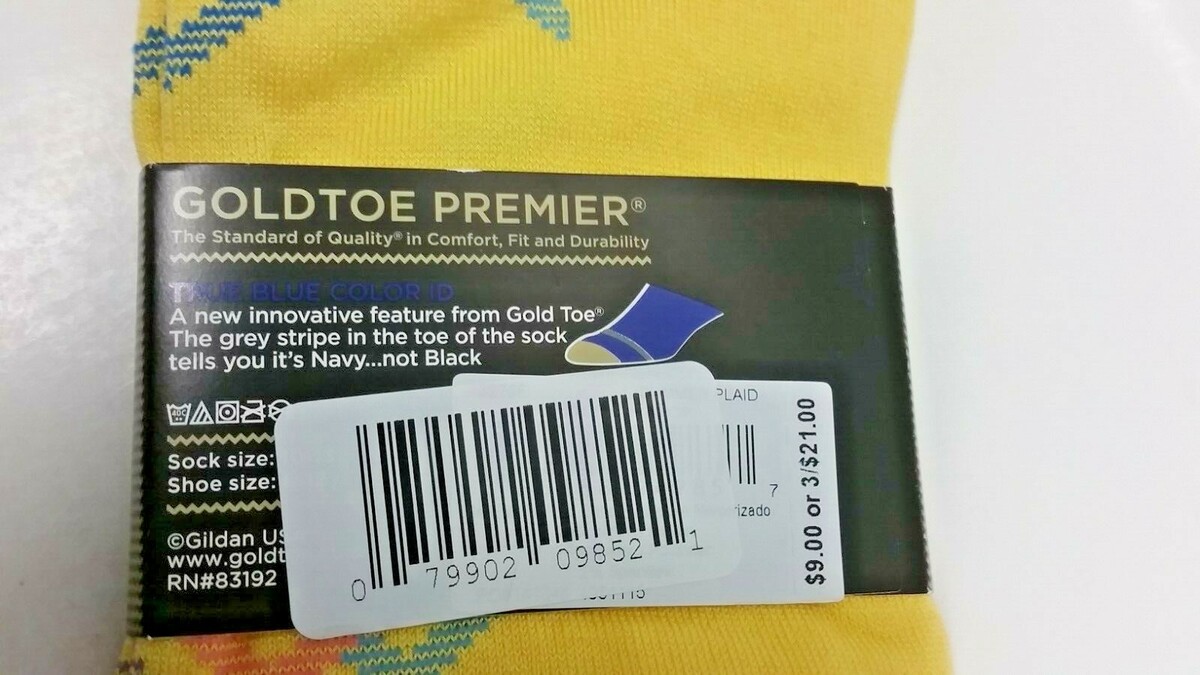 GOLDTOE PREMIER®
The Standard of Quality® in Comfort, Fit and Durability
TRUE BLUE COLOR ID
A new innovative feature from Gold Toe®
The grey stripe in the toe of the sock
tells you it's Navy...not Black
40C
Sock size:
Shoe size:
©Gildan US
www.goldt
RN#83192
0 79902 09852 1
PLAID
7
rizado
$9.00 or 3/$21.00